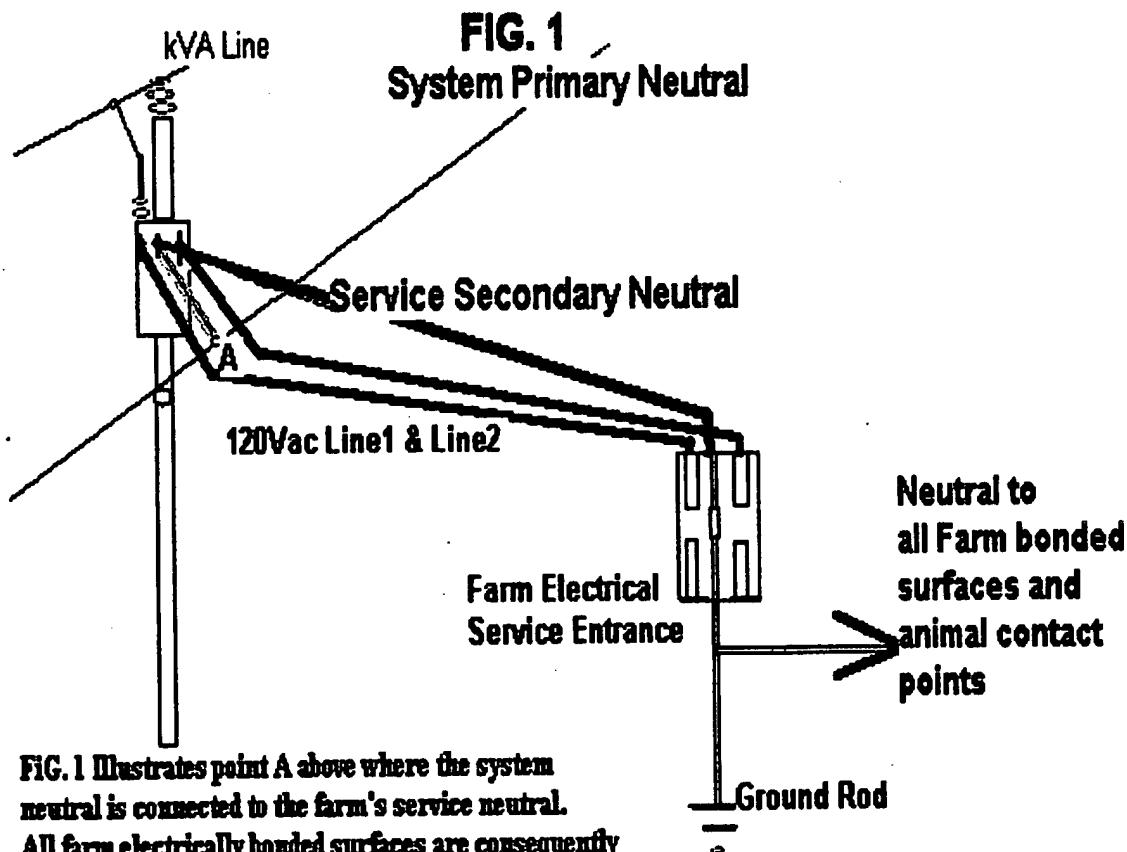 FIG. 1
kVA Line
System Primary Neutral
Service Secondary Neutral
A
120Vac Line1 & Line2
Neutral to
all Farm bonded
surfaces and
animal contact
points
Farm Electrical
Service Entrance
Ground Rod
FiG. 1 Illustrates point A above where the system
neutral is connected to the farm's service neutral.
All farm electrically bonded surfaces are consequently